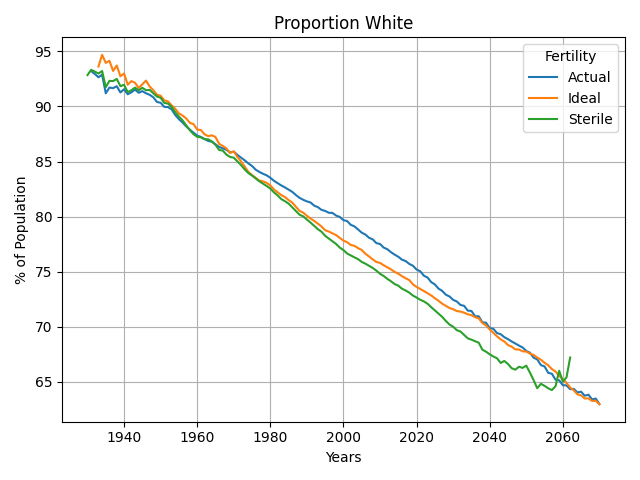 Proportion White
Fertility
Actual
Ideal
Sterile
% of Population
95
90
85
80
75
70
65
1940
1960
1980
2000
2020
2040
2060
Years